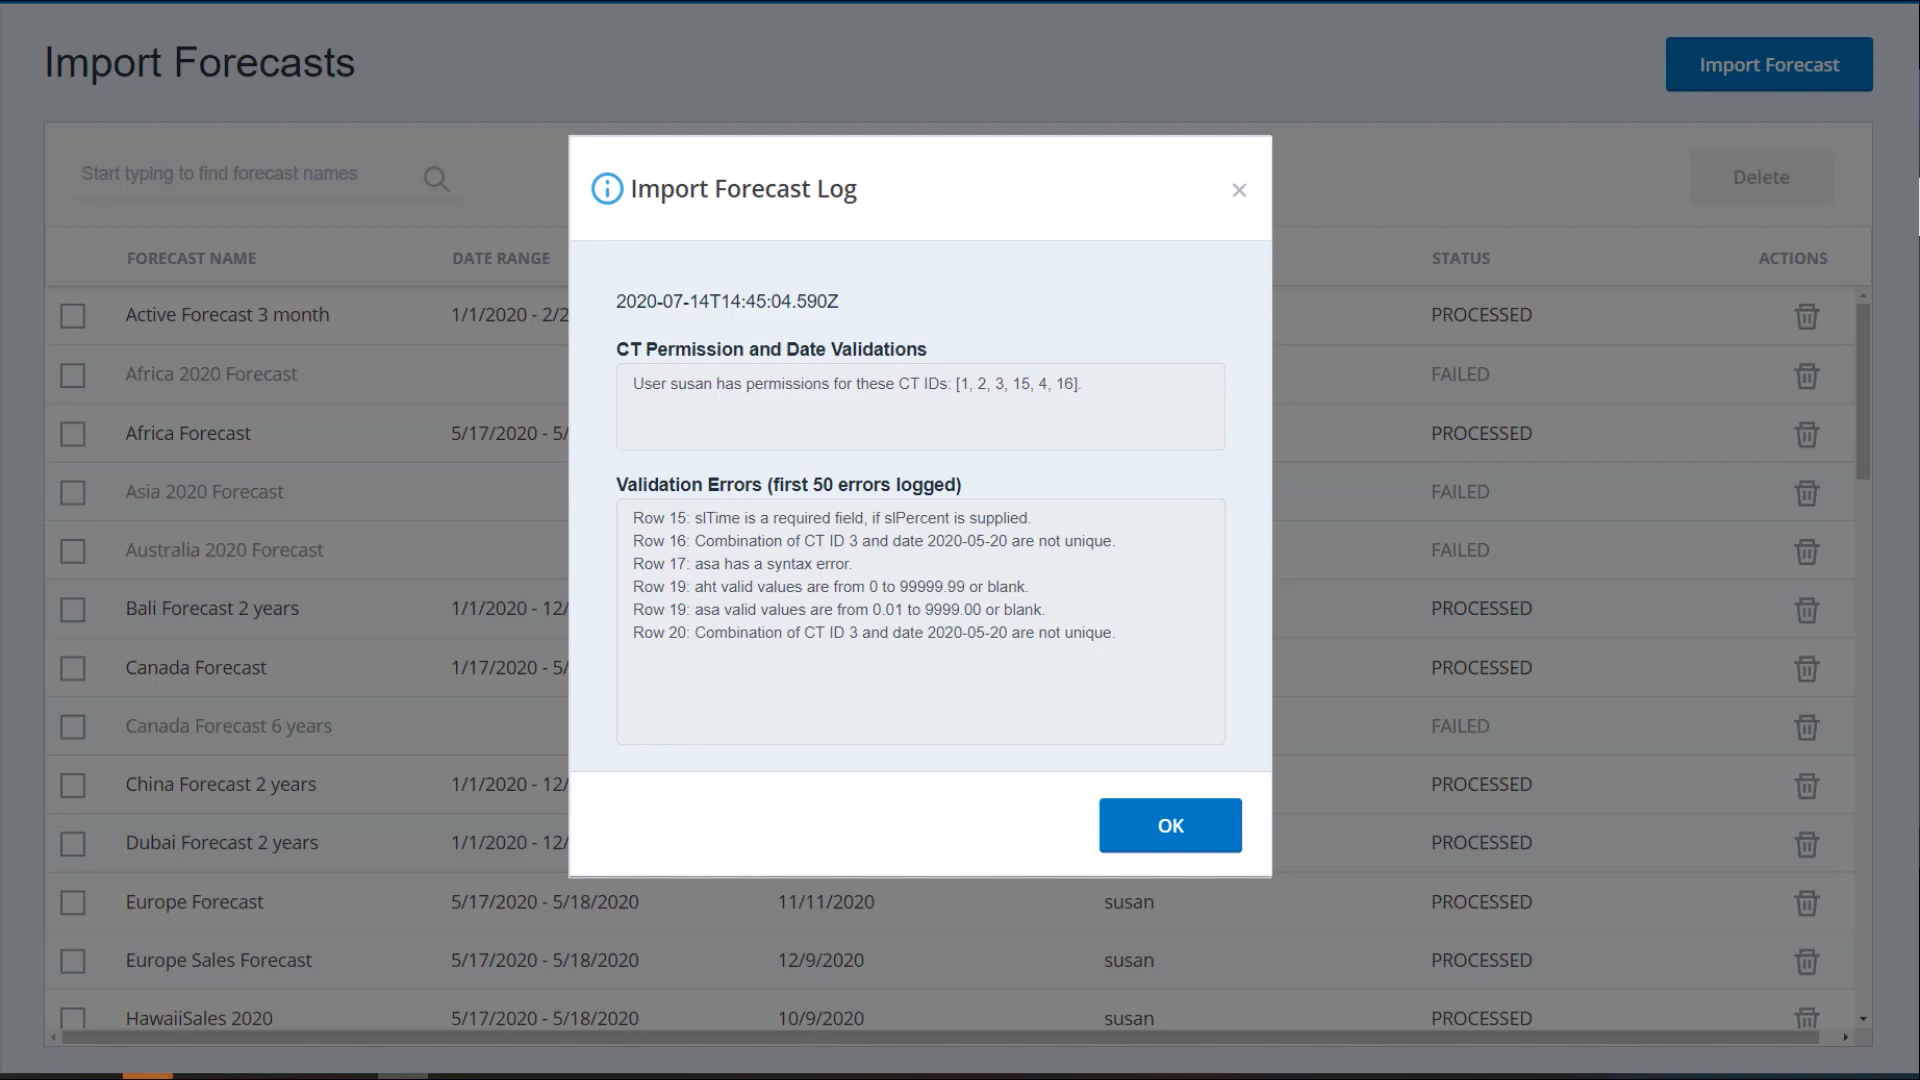 Import Forecasts
Import Forecast
Start typing to find forecast names
Delete
FORECAST NAME DATE RANGE STATUS ACTIONS
Active Forecast 3 month 1/1/2020 - 2/2 PROCESSED
Africa 2020 Forecast FAILED
Africa Forecast 5/17/2020 - 5/ PROCESSED
Asia 2020 Forecast FAILED
Australia 2020 Forecast FAILED
Bali Forecast 2 years 1/1/2020 - 12/ PROCESSED
Canada Forecast 1/17/2020 - 5/ PROCESSED
Canada Forecast 6 years FAILED
China Forecast 2 years 1/1/2020 - 12/ PROCESSED
Dubai Forecast 2 years 1/1/2020 - 12/ PROCESSED
Europe Forecast 5/17/2020 - 5/18/2020 11/11/2020 susan PROCESSED
Europe Sales Forecast 5/17/2020 - 5/18/2020 12/9/2020 susan PROCESSED
HawaiiSales 2020 5/17/2020 - 5/18/2020 10/9/2020 susan PROCESSED
Import Forecast Log
2020-07-14T14:45:04.590Z
CT Permission and Date Validations
User susan has permissions for these CT IDs: [1, 2, 3, 15, 4, 16].
Validation Errors (first 50 errors logged)
Row 15: slTime is a required field, if slPercent is supplied.
Row 16: Combination of CT ID 3 and date 2020-05-20 are not unique.
Row 17: asa has a syntax error.
Row 19: aht valid values are from 0 to 99999.99 or blank.
Row 19: asa valid values are from 0.01 to 9999.00 or blank.
Row 20: Combination of CT ID 3 and date 2020-05-20 are not unique.
OK